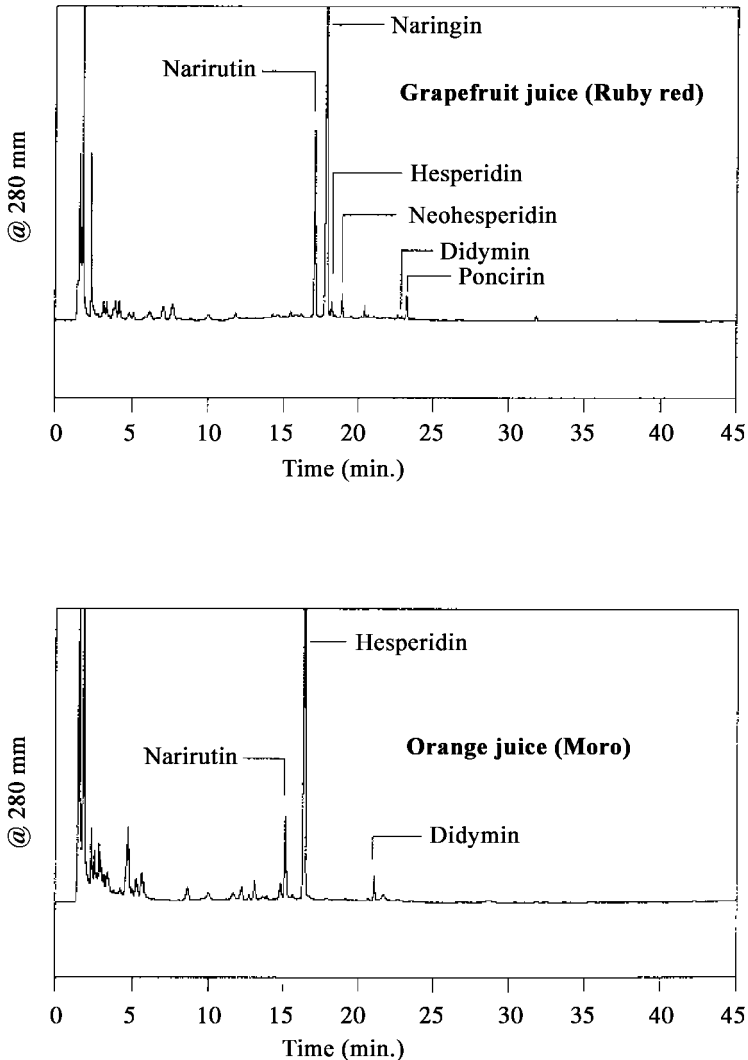 Naringin
Narirutin
Grapefruit juice (Ruby red)
Hesperidin
Neohesperidin
Didymin
Poncirin
@ 280 mm
0 5 10 15 20 25 30 35 40 45
Time (min.)
Hesperidin
Narirutin
Orange juice (Moro)
Didymin
@ 280 mm
0 5 10 15 20 25 30 35 40 45
Time (min.)